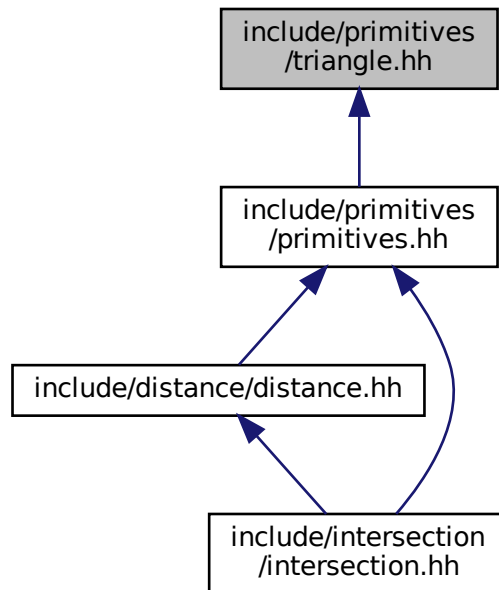 include/primitives
/triangle.hh
include/primitives
/primitives.hh
include/distance/distance.hh
include/intersection
/intersection.hh